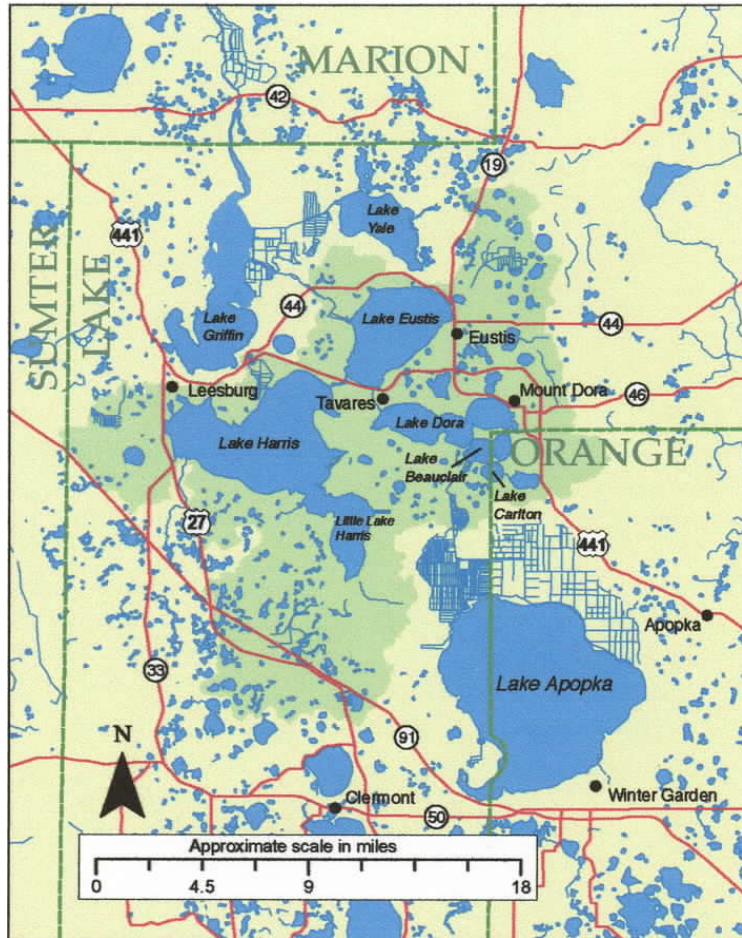 MARION
42
19
Lake
Yale
441
SUMTER
LAKE
44
Lake
Griffin
Lake Eustis
Eustis
44
Leesburg
Tavares
Mount Dora
46
Lake Dora
Lake Harris
Lake
Beauclair
ORANGE
Lake
Carlton
27
Little Lake
Harris
441
Apopka
33
Lake Apopka
N
91
Winter Garden
Clermont
50
Approximate scale in miles
0 4.5 9 18